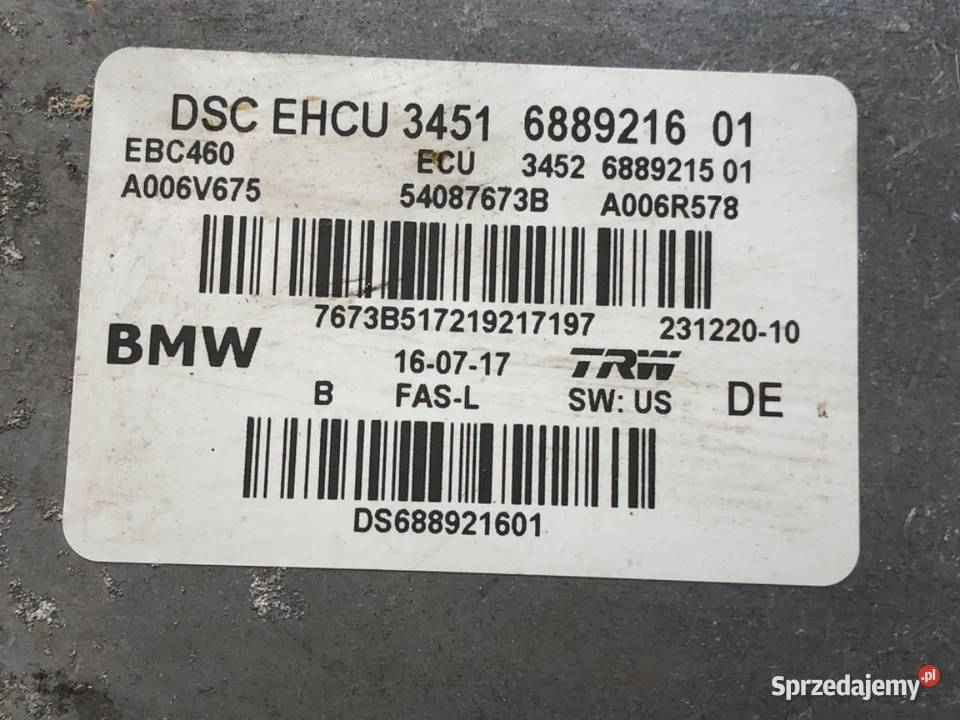 DSC EHCU 3451 6889216 01
EBC460 ECU 3452 6889215 01
A006V675 54087673B A006R578
7673B517219217197 231220-10
BMW 16-07-17 TRW
B FAS-L SW: US DE
DS688921601
Sprzedajemy.pl